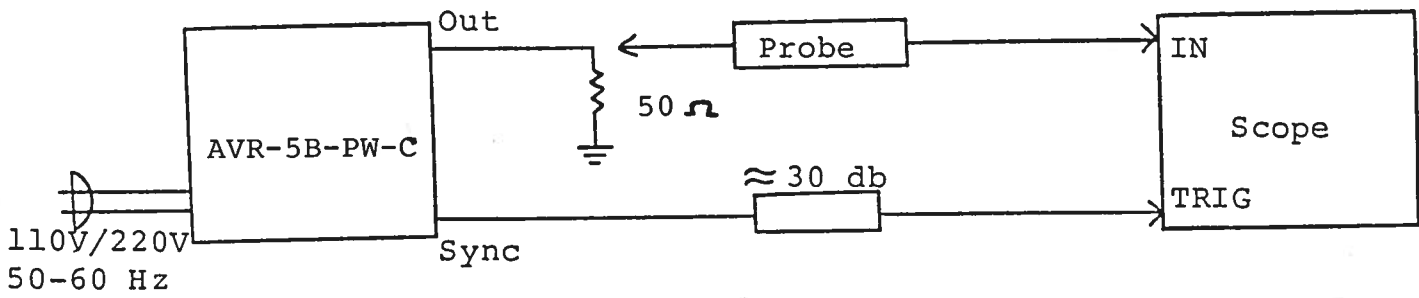 Out
Probe
IN
50 Ω
Scope
AVR-5B-PW-C
≈ 30 db
TRIG
110V/220V
50-60 Hz
Sync